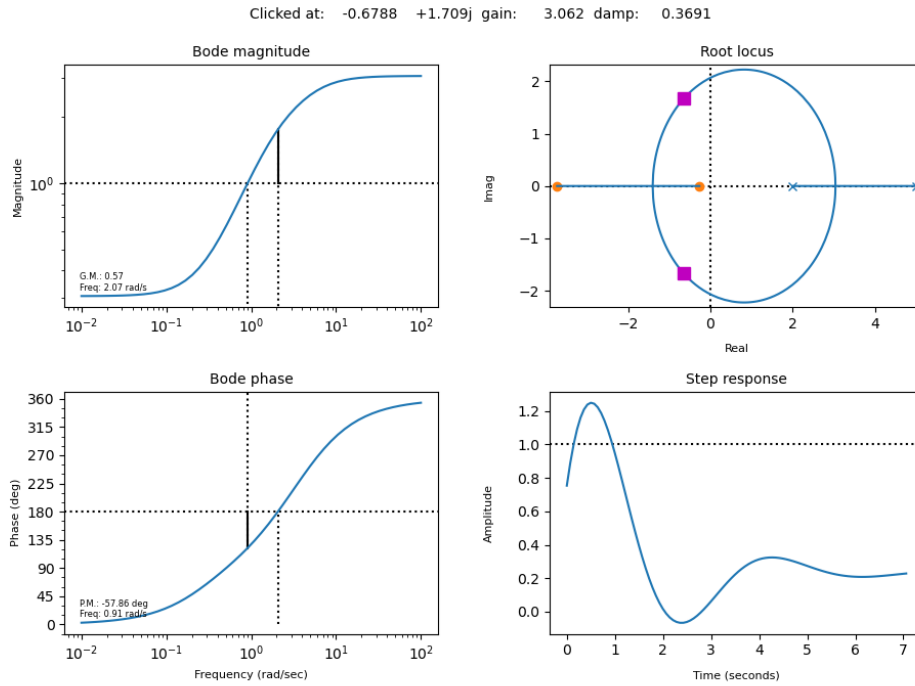 Clicked at: -0.6788 +1.709j gain: 3.062 damp: 0.3691
Bode magnitude
Magnitude
10^0
G.M.: 0.57
Freq: 2.07 rad/s
10^-2 10^-1 10^0 10^1 10^2
Root locus
Imag
2
1
0
−1
−2
−2 0 2 4
Real
Bode phase
Phase (deg)
360
315
270
225
180
135
90
45
0
P.M.: -57.86 deg
Freq: 0.91 rad/s
10^-2 10^-1 10^0 10^1 10^2
Frequency (rad/sec)
Step response
Amplitude
1.2
1.0
0.8
0.6
0.4
0.2
0.0
0 1 2 3 4 5 6 7
Time (seconds)